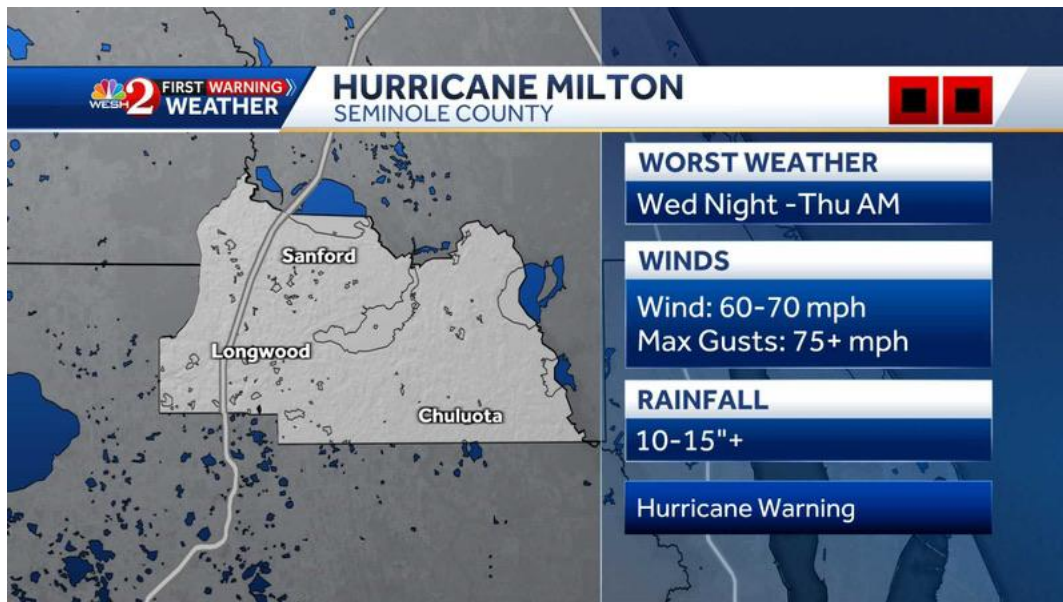 WESH 2 FIRST WARNING
WEATHER
HURRICANE MILTON
SEMINOLE COUNTY
WORST WEATHER
Wed Night -Thu AM
WINDS
Wind: 60-70 mph
Max Gusts: 75+ mph
RAINFALL
10-15"+
Hurricane Warning
Sanford
Longwood
Chuluota